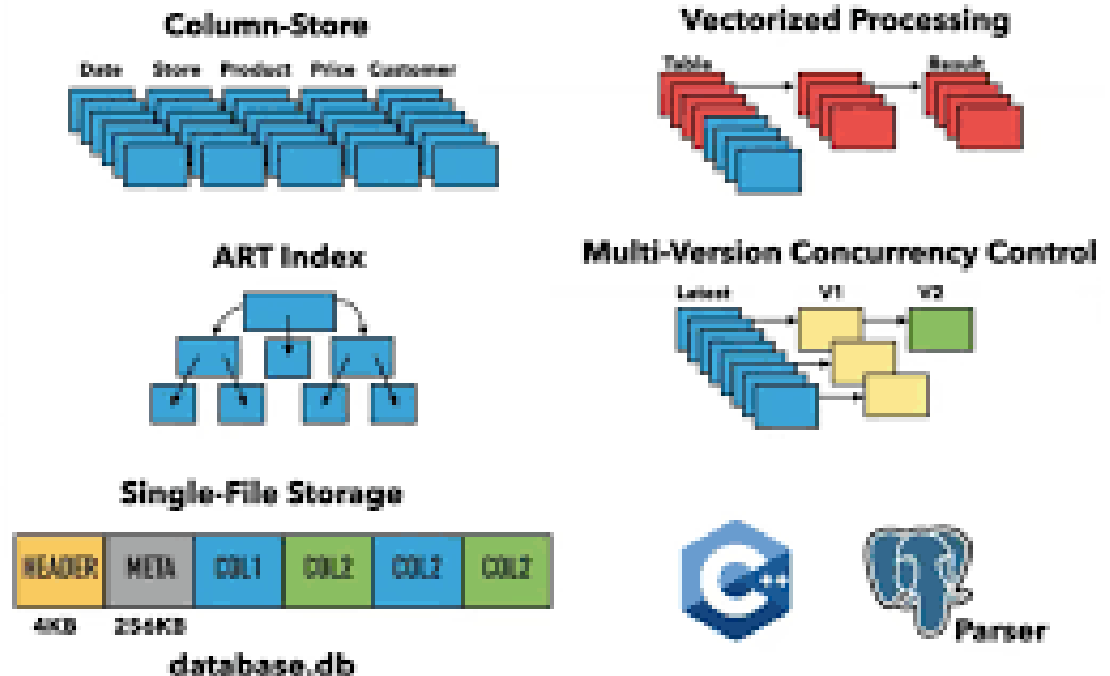 Column-Store
Date Store Product Price Customer
Vectorized Processing
Table Result
ART Index
Multi-Version Concurrency Control
Latest V1 V2
Single-File Storage
HEADER META COL1 COL2 COL2 COL2
4KB 256KB
database.db
C++
Parser